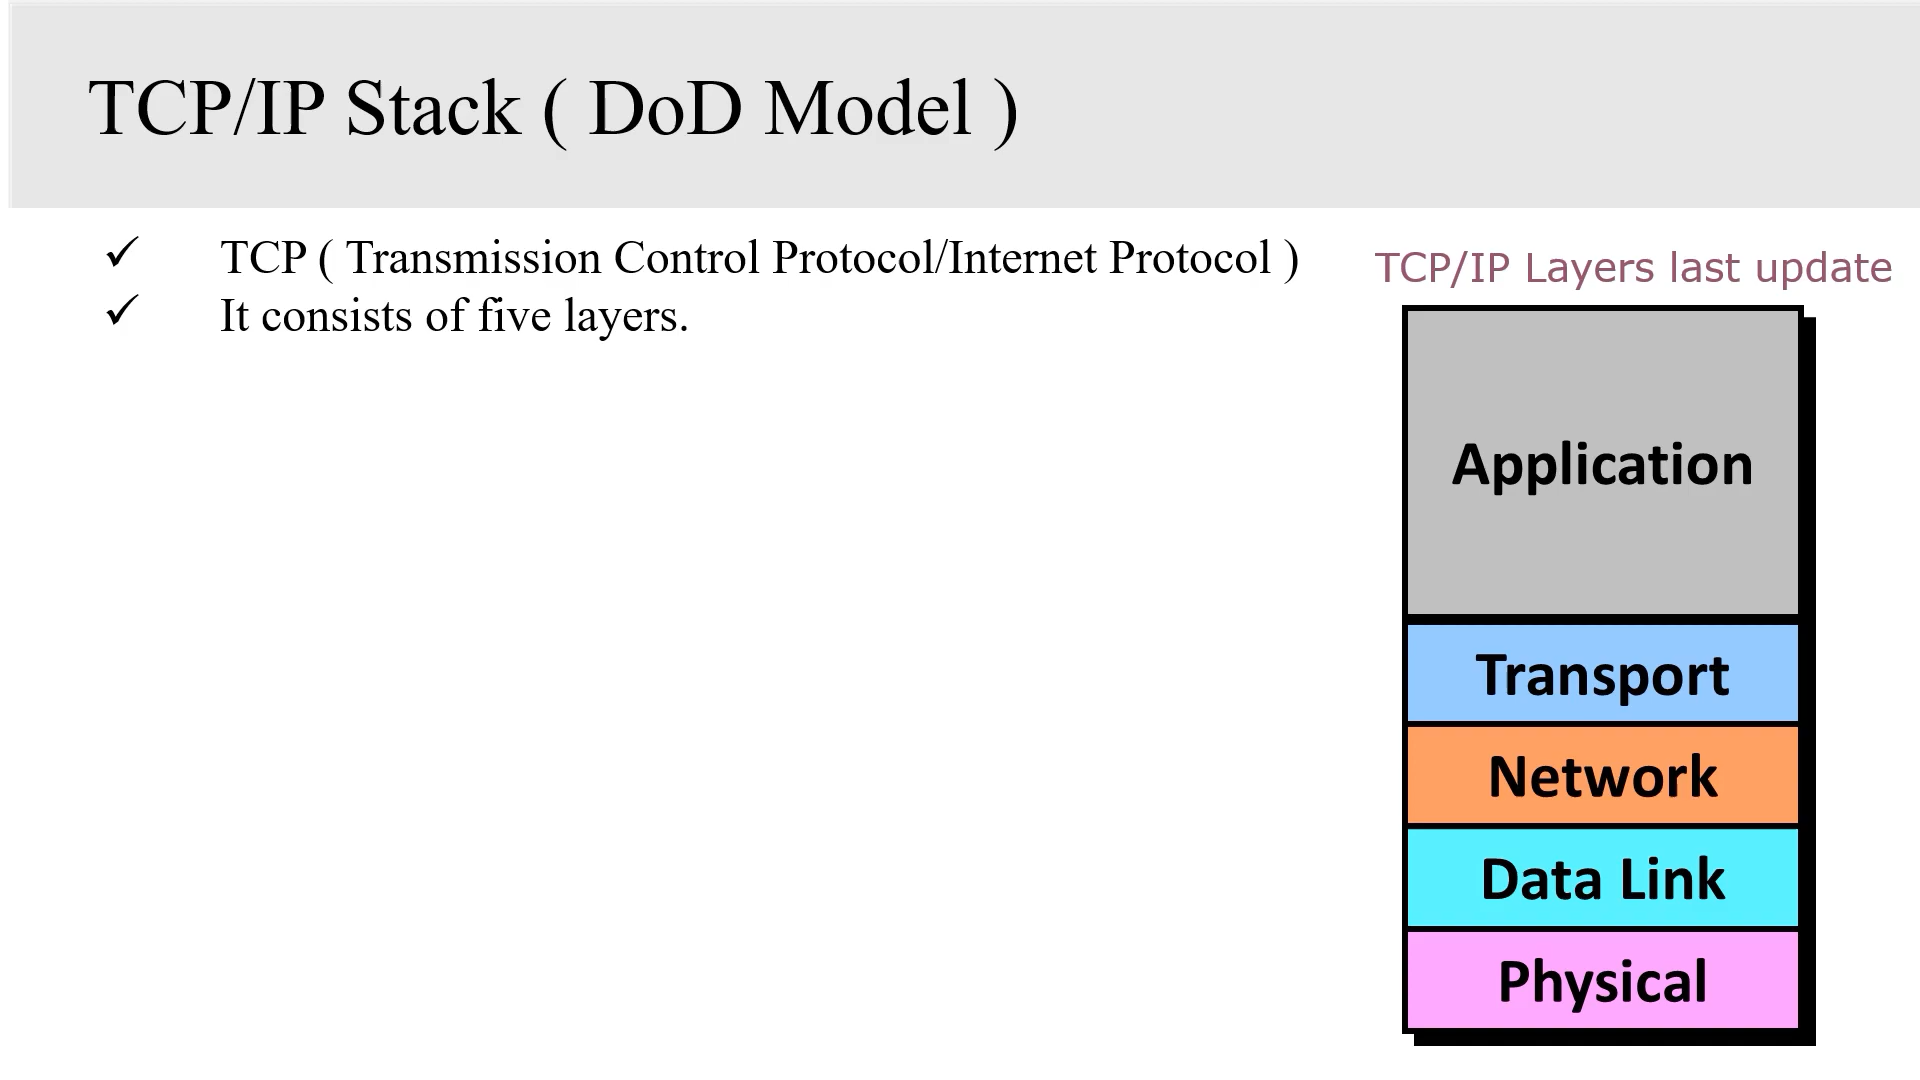 TCP/IP Stack ( DoD Model )
✓ TCP ( Transmission Control Protocol/Internet Protocol )
✓ It consists of five layers.
TCP/IP Layers last update
Application
Transport
Network
Data Link
Physical